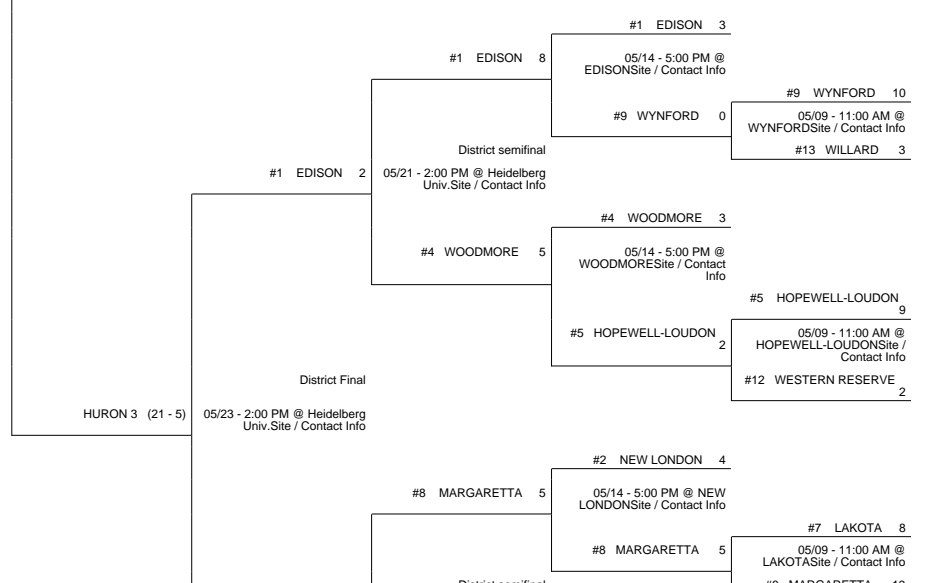 #1 EDISON 3
#1 EDISON 8
05/14 - 5:00 PM @
EDISONSite / Contact Info
#9 WYNFORD 10
#9 WYNFORD 0
05/09 - 11:00 AM @
WYNFORDSite / Contact Info
District semifinal
#13 WILLARD 3
#1 EDISON 2
05/21 - 2:00 PM @ Heidelberg
Univ.Site / Contact Info
#4 WOODMORE 3
#4 WOODMORE 5
05/14 - 5:00 PM @
WOODMORESite / Contact
Info
#5 HOPEWELL-LOUDON
9
#5 HOPEWELL-LOUDON
2
05/09 - 11:00 AM @
HOPEWELL-LOUDONSite /
Contact Info
District Final
#12 WESTERN RESERVE
2
HURON 3 (21 - 5)
05/23 - 2:00 PM @ Heidelberg
Univ.Site / Contact Info
#2 NEW LONDON 4
#8 MARGARETTA 5
05/14 - 5:00 PM @ NEW
LONDONSite / Contact Info
#7 LAKOTA 8
#8 MARGARETTA 5
05/09 - 11:00 AM @
LAKOTASite / Contact Info
District semifinal
MARGARETTA